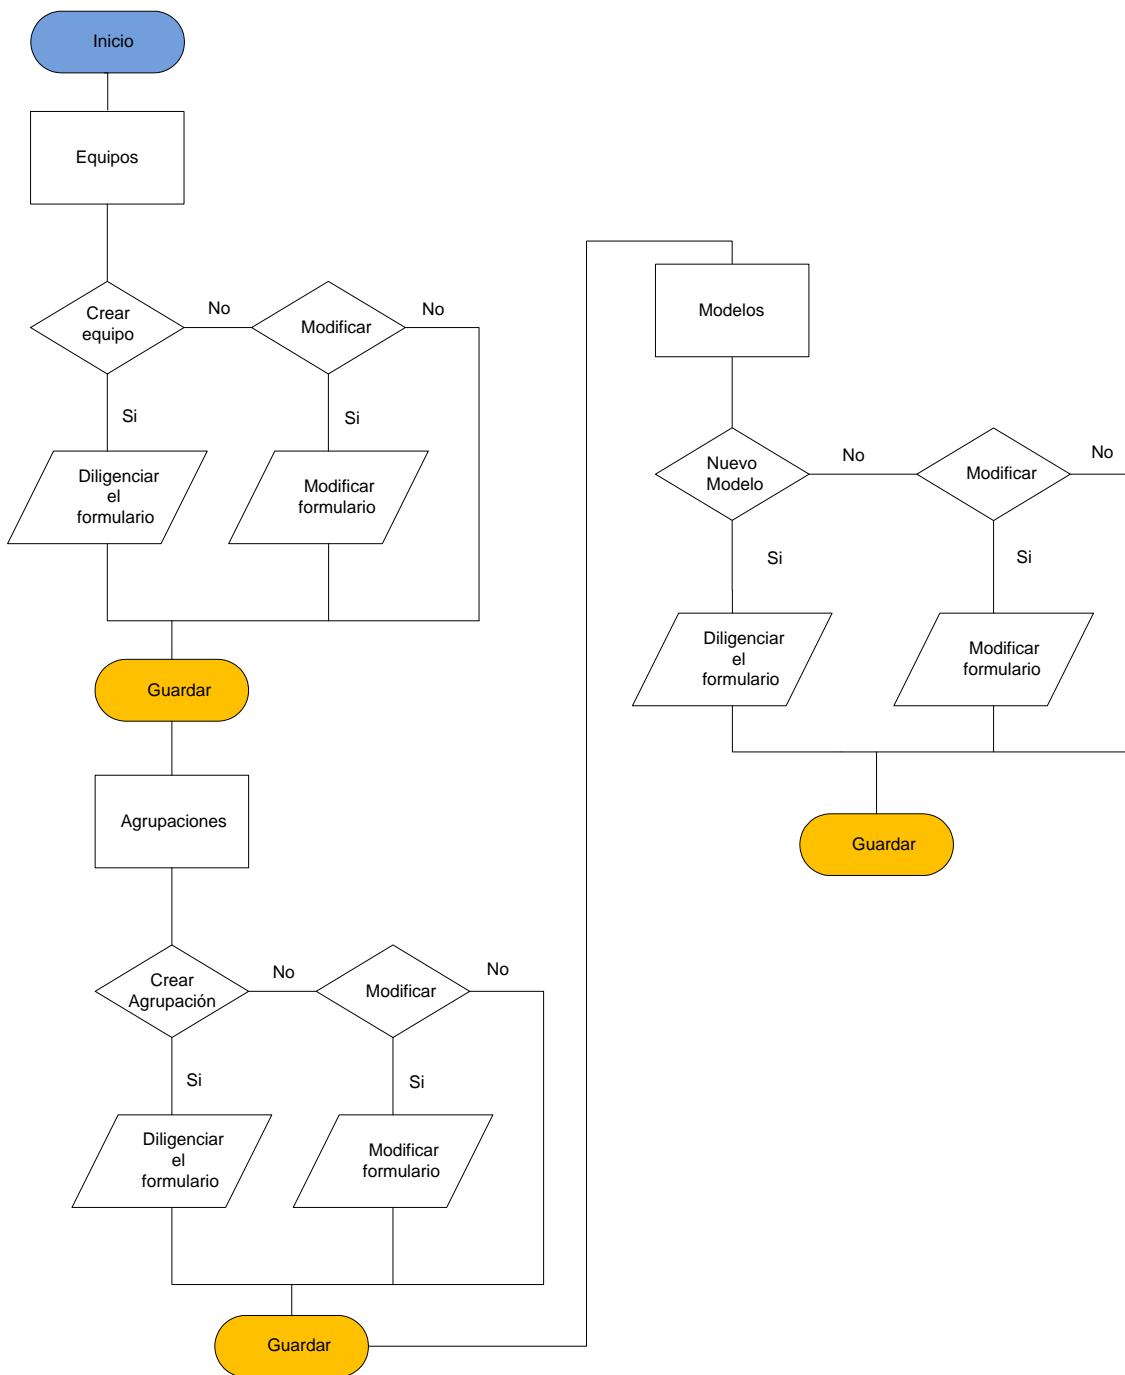 Inicio
Equipos
Crear
equipo
No
Modificar
No
Si
Si
Diligenciar
el
formulario
Modificar
formulario
Guardar
Agrupaciones
Crear
Agrupación
No
Modificar
No
Si
Si
Diligenciar
el
formulario
Modificar
formulario
Guardar
Modelos
Nuevo
Modelo
No
Modificar
No
Si
Si
Diligenciar
el
formulario
Modificar
formulario
Guardar